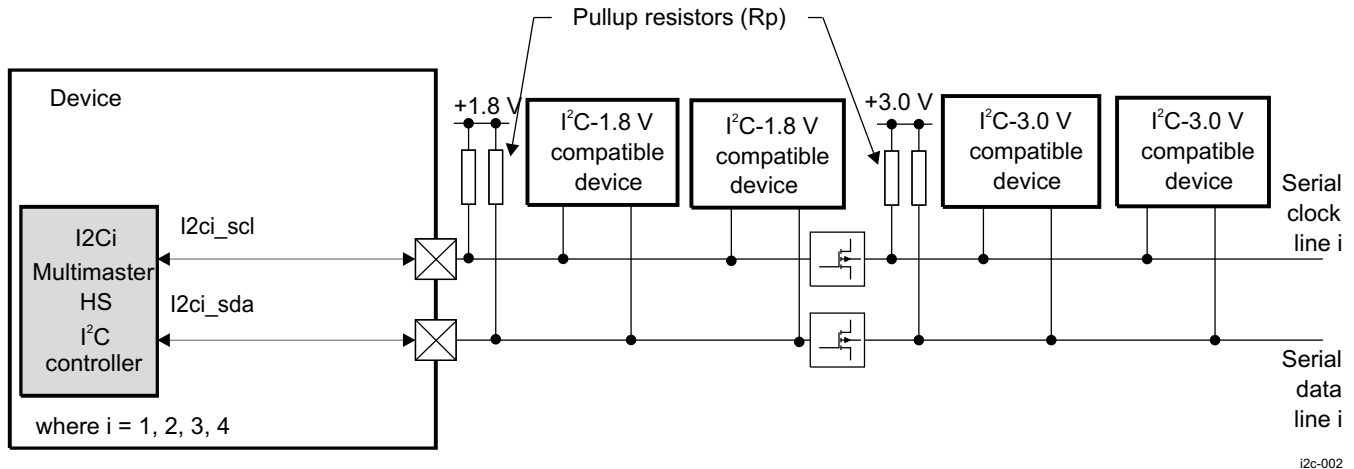 Pullup resistors (Rp)
Device
+1.8 V
I²C-1.8 V
compatible
device
I²C-1.8 V
compatible
device
+3.0 V
I²C-3.0 V
compatible
device
I²C-3.0 V
compatible
device
Serial
clock
line i
I2Ci
Multimaster
HS
I²C
controller
I2ci_scl
I2ci_sda
Serial
data
line i
where i = 1, 2, 3, 4
i2c-002